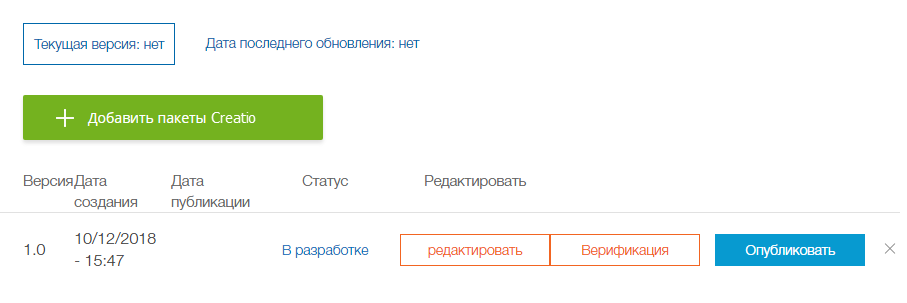 Текущая версия: нет
Дата последнего обновления: нет
Добавить пакеты Creatio
Версия Дата создания Дата публикации Статус Редактировать
1.0 10/12/2018 - 15:47 В разработке редактировать Верификация Опубликовать